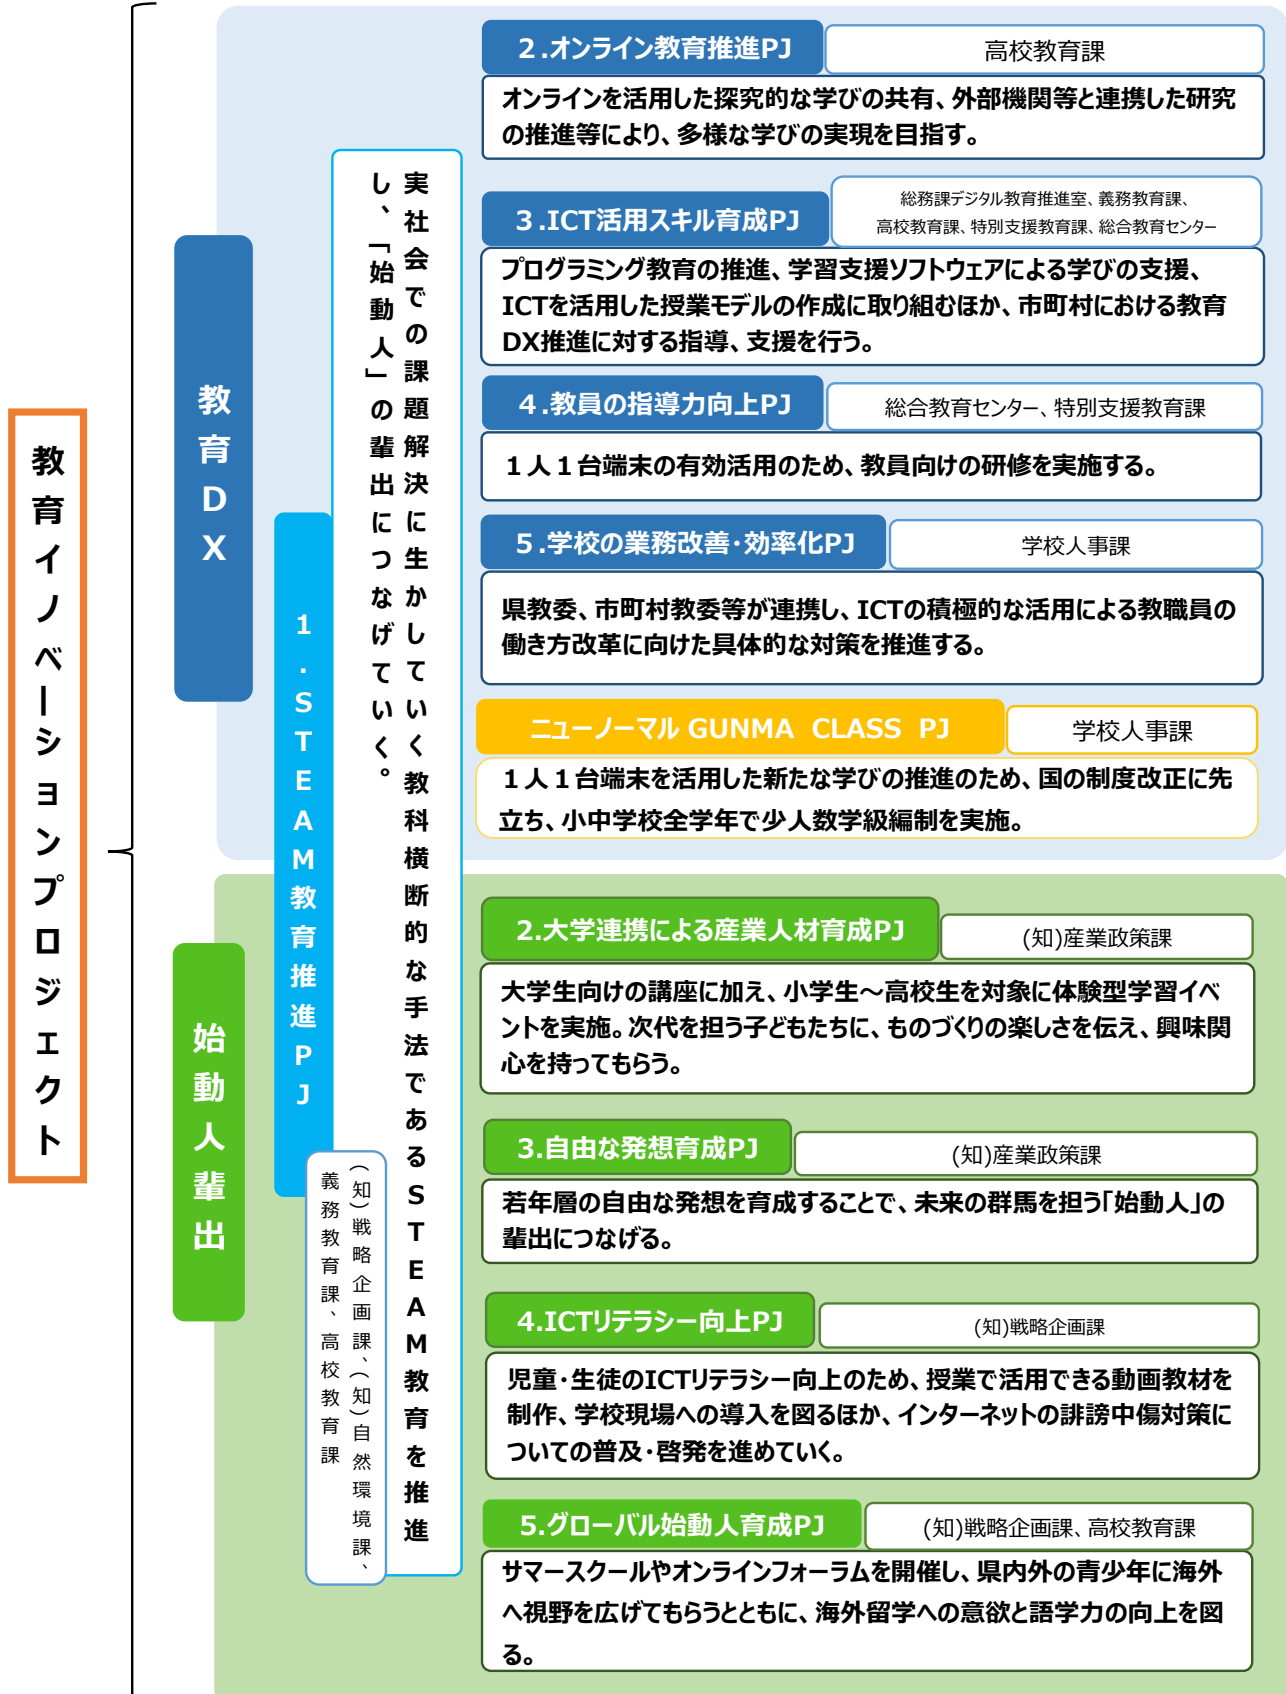 教育イノベーションプロジェクト
教育DX
始動人輩出
1.STEAM教育推進PJ
実社会での課題解決に生かしていく教科横断的な手法であるSTEAM教育を推進
し、「始動人」の輩出につなげていく。
(知)戦略企画課、(知)自然環境課、
義務教育課、高校教育課
２.オンライン教育推進PJ
高校教育課
オンラインを活用した探究的な学びの共有、外部機関等と連携した研究
の推進等により、多様な学びの実現を目指す。
３.ICT活用スキル育成PJ
総務課デジタル教育推進室、義務教育課、
高校教育課、特別支援教育課、総合教育センター
プログラミング教育の推進、学習支援ソフトウェアによる学びの支援、
ICTを活用した授業モデルの作成に取り組むほか、市町村における教育
DX推進に対する指導、支援を行う。
４.教員の指導力向上PJ
総合教育センター、特別支援教育課
１人１台端末の有効活用のため、教員向けの研修を実施する。
５.学校の業務改善・効率化PJ
学校人事課
県教委、市町村教委等が連携し、ICTの積極的な活用による教職員の
働き方改革に向けた具体的な対策を推進する。
ニューノーマル GUNMA CLASS PJ
学校人事課
１人１台端末を活用した新たな学びの推進のため、国の制度改正に先
立ち、小中学校全学年で少人数学級編制を実施。
2.大学連携による産業人材育成PJ
(知)産業政策課
大学生向けの講座に加え、小学生～高校生を対象に体験型学習イベ
ントを実施。次代を担う子どもたちに、ものづくりの楽しさを伝え、興味関
心を持ってもらう。
3.自由な発想育成PJ
(知)産業政策課
若年層の自由な発想を育成することで、未来の群馬を担う「始動人」の
輩出につなげる。
4.ICTリテラシー向上PJ
(知)戦略企画課
児童・生徒のICTリテラシー向上のため、授業で活用できる動画教材を
制作、学校現場への導入を図るほか、インターネットの誹謗中傷対策に
ついての普及・啓発を進めていく。
5.グローバル始動人育成PJ
(知)戦略企画課、高校教育課
サマースクールやオンラインフォーラムを開催し、県内外の青少年に海外
へ視野を広げてもらうとともに、海外留学への意欲と語学力の向上を図
る。